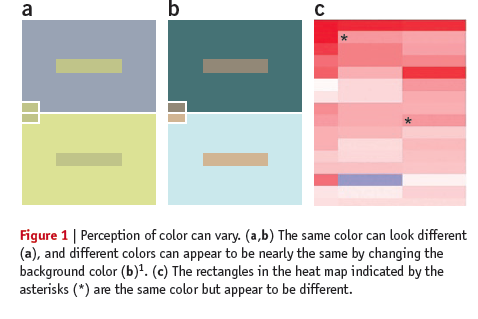 a b c
*
*
Figure 1 | Perception of color can vary. (a,b) The same color can look different
(a), and different colors can appear to be nearly the same by changing the
background color (b)1. (c) The rectangles in the heat map indicated by the
asterisks (*) are the same color but appear to be different.